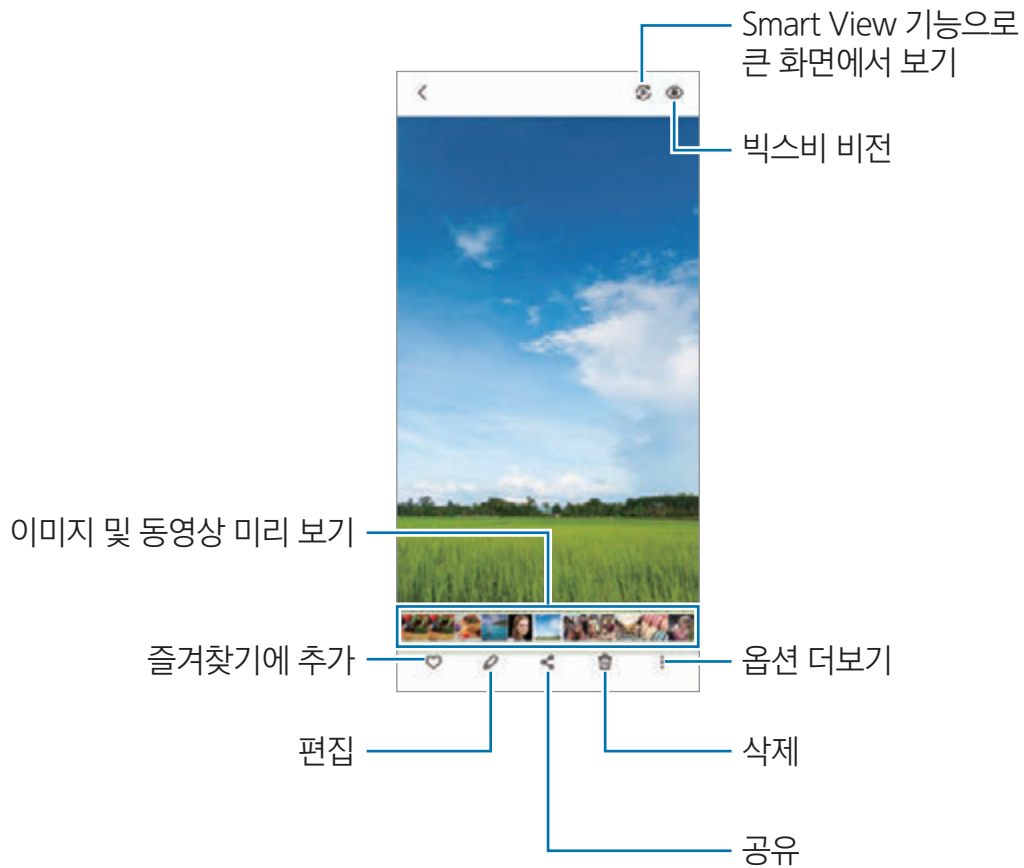 Smart View 기능으로
큰 화면에서 보기
빅스비 비전
이미지 및 동영상 미리 보기
즐겨찾기에 추가
옵션 더보기
편집
삭제
공유